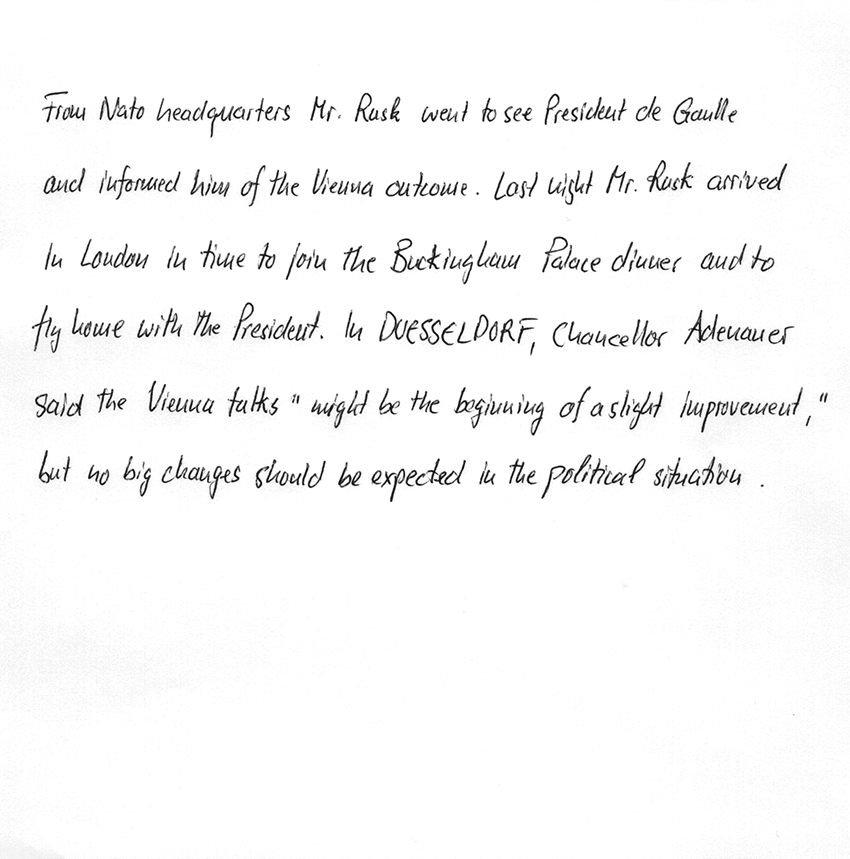 From Nato headquarters Mr. Rusk went to see President de Gaulle
and informed him of the Vienna outcome. Last night Mr. Rusk arrived
in London in time to join the Buckingham Palace dinner and to
fly home with the President. In DUESSELDORF, Chancellor Adenauer
said the Vienna talks "might be the beginning of a slight improvement,"
but no big changes should be expected in the political situation.